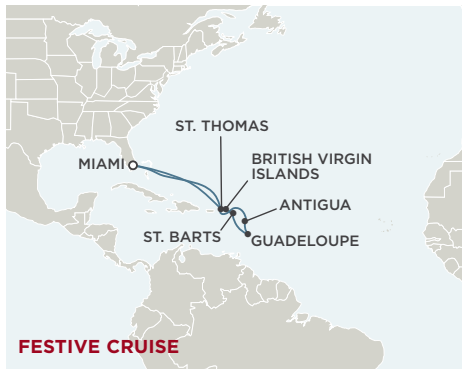 ST. THOMAS
MIAMI
BRITISH VIRGIN
ISLANDS
ANTIGUA
ST. BARTS
GUADELOUPE
FESTIVE CRUISE